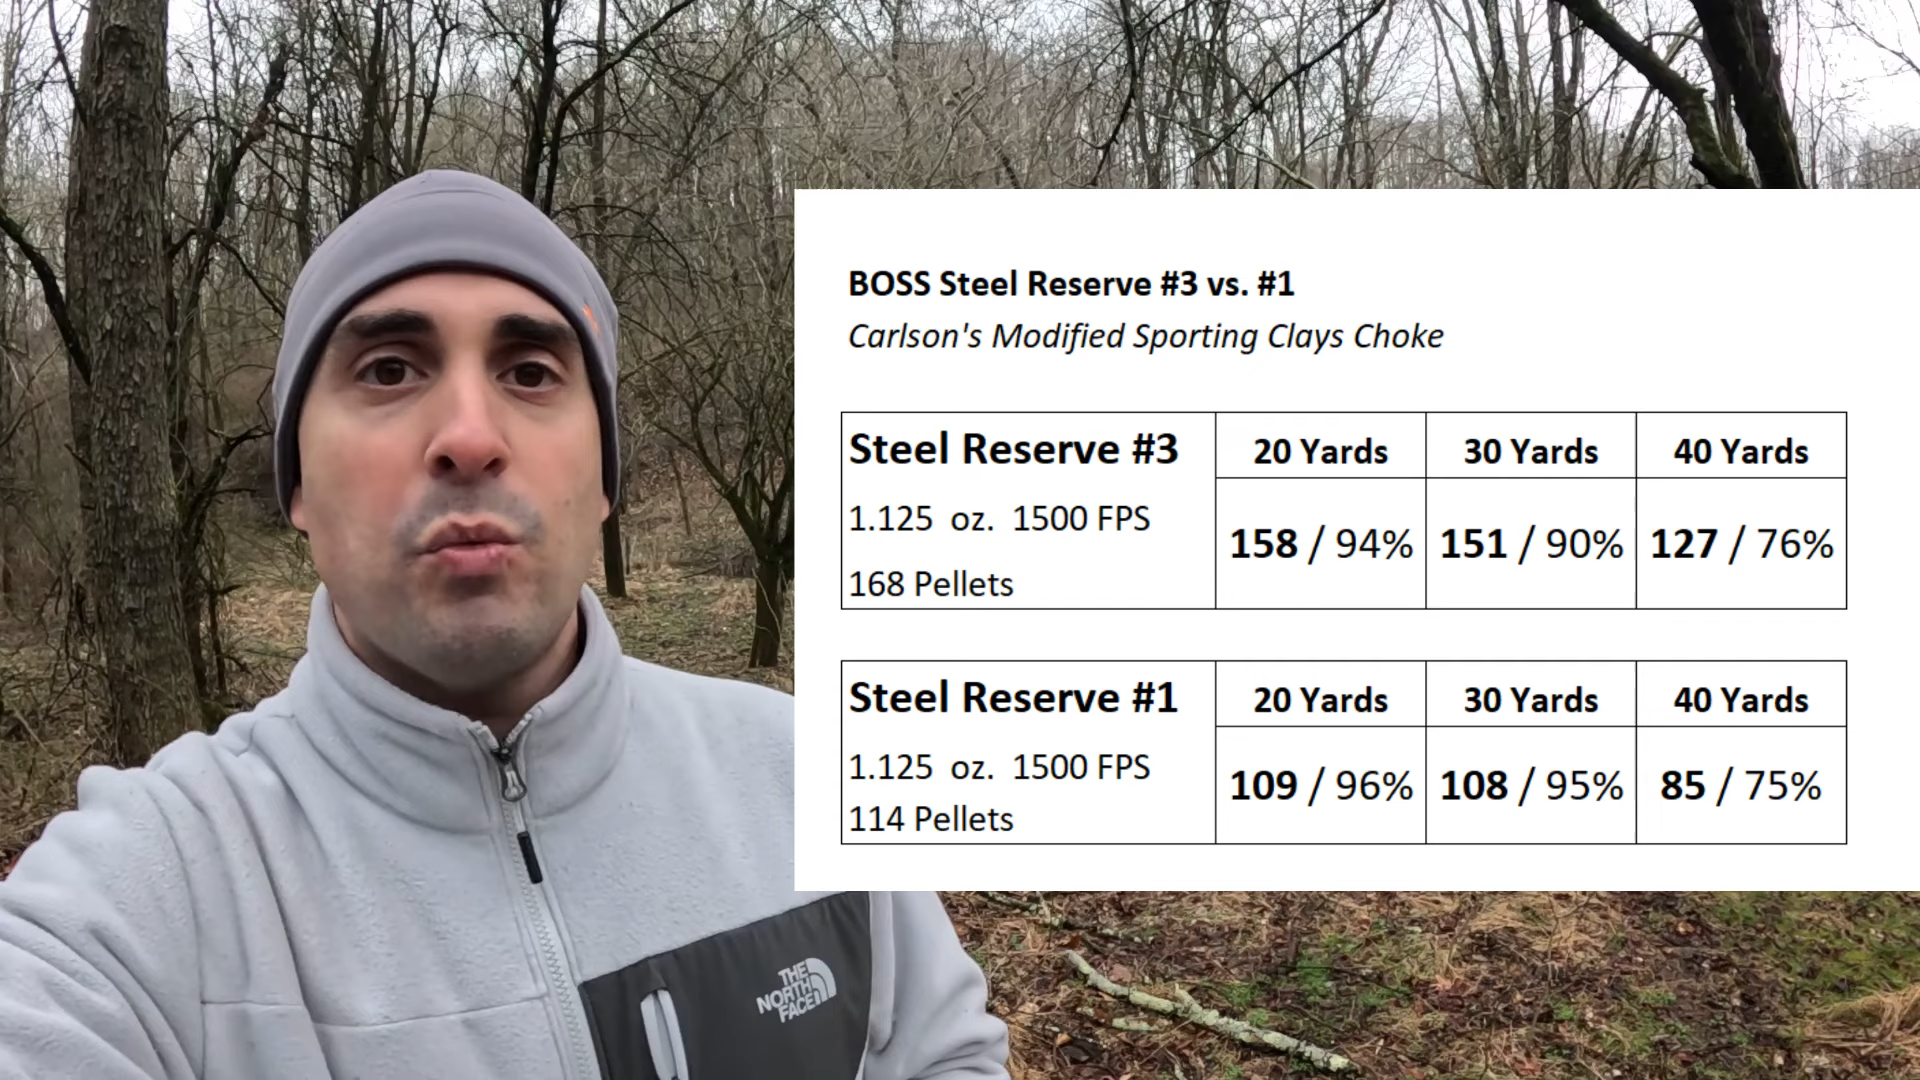 BOSS Steel Reserve #3 vs. #1
Carlson's Modified Sporting Clays Choke
Steel Reserve #3 20 Yards 30 Yards 40 Yards
1.125 oz. 1500 FPS
158 / 94% 151 / 90% 127 / 76%
168 Pellets
Steel Reserve #1 20 Yards 30 Yards 40 Yards
1.125 oz. 1500 FPS
109 / 96% 108 / 95% 85 / 75%
114 Pellets
THE
NORTH
FACE